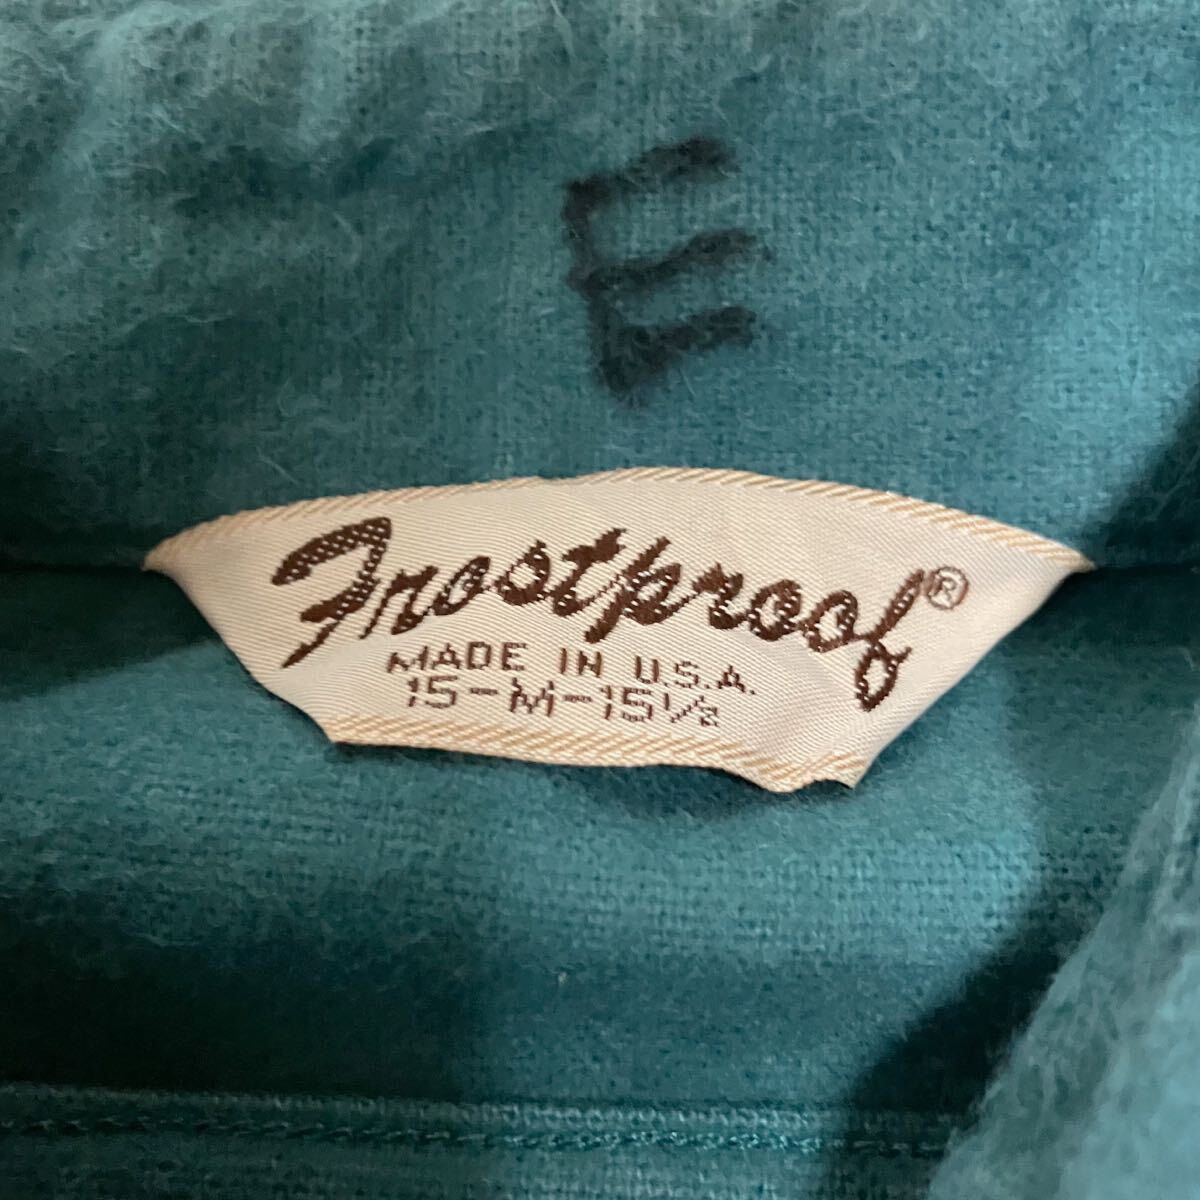 E
Frostproof®
MADE IN U.S.A.
15-M-15½